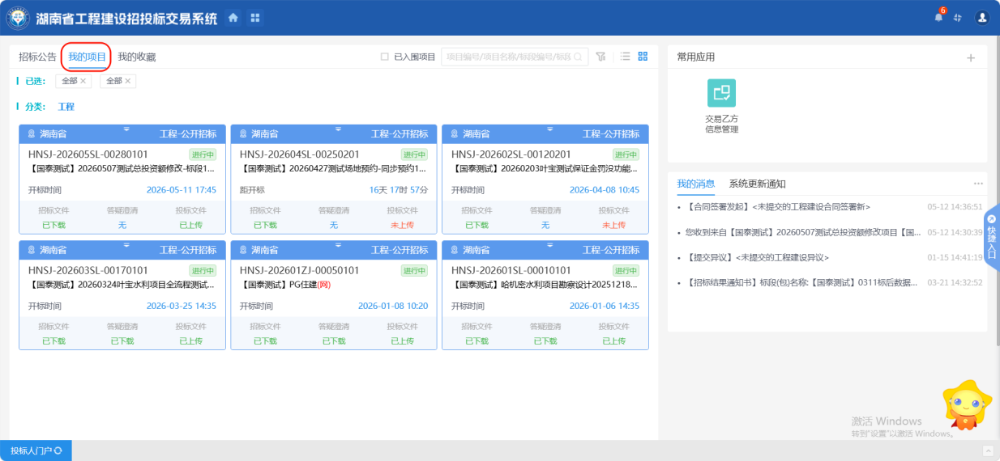 湖南省工程建设招投标交易系统
6
招标公告 我的项目 我的收藏
已入围项目 项目编号/项目名称/标段编号/标段
已选： 全部 × 全部 ×
分类： 工程
湖南省 工程-公开招标
HNSJ-202605SL-00280101 进行中
【国泰测试】20260507测试总投资额修改-标段1...
开标时间 2026-05-11 17:45
招标文件 答疑澄清 投标文件
已下载 无 已上传
湖南省 工程-公开招标
HNSJ-202604SL-00250201 进行中
【国泰测试】20260427测试场地预约-同步预约1...
距开标 16天 17时 57分
招标文件 答疑澄清 投标文件
已下载 无 未上传
湖南省 工程-公开招标
HNSJ-202602SL-00120201 进行中
【国泰测试】20260203叶宝测试保证金罚没功能...
开标时间 2026-04-08 10:45
招标文件 答疑澄清 投标文件
已下载 无 未上传
湖南省 工程-公开招标
HNSJ-202603SL-00170101 进行中
【国泰测试】20260324叶宝水利项目全流程测试...
开标时间 2026-03-25 14:35
招标文件 答疑澄清 投标文件
已下载 已下载 已上传
湖南省 工程-公开招标
HNSJ-202601ZJ-00050101 进行中
【国泰测试】PG住建(网)
开标时间 2026-01-08 10:20
招标文件 答疑澄清 投标文件
已下载 已下载 已上传
湖南省 工程-公开招标
HNSJ-202601SL-00010101 进行中
【国泰测试】哈机密水利项目勘察设计20251218...
开标时间 2026-01-06 14:35
招标文件 答疑澄清 投标文件
已下载 已下载 已上传
常用应用
交易乙方
信息管理
我的消息 系统更新通知
【合同签署发起】<未提交的工程建设合同签署新> 05-12 14:36:51
您收到来自【国泰测试】20260507测试总投资额修改项目【国... 05-12 14:30:39
【提交异议】<未提交的工程建设异议> 01-15 14:41:19
【招标结果通知书】标段(包)名称:【国泰测试】0311标后数据... 03-21 14:32:52
快捷入口
激活 Windows
转到"设置"以激活 Windows。
投标人门户